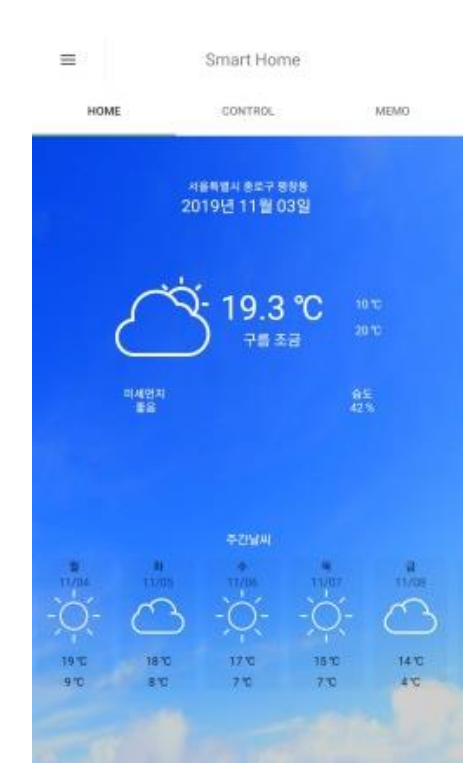 Smart Home
HOME CONTROL MEMO
서울특별시 종로구 평창동
2019년 11월 03일
19.3 ℃
구름 조금
10 ℃
20 ℃
미세먼지
좋음
습도
42 %
주간날씨
월 화 수 목 금
11/04 11/05 11/06 11/07 11/08
19 ℃ 18 ℃ 17 ℃ 15 ℃ 14 ℃
9 ℃ 8 ℃ 7 ℃ 7 ℃ 4 ℃